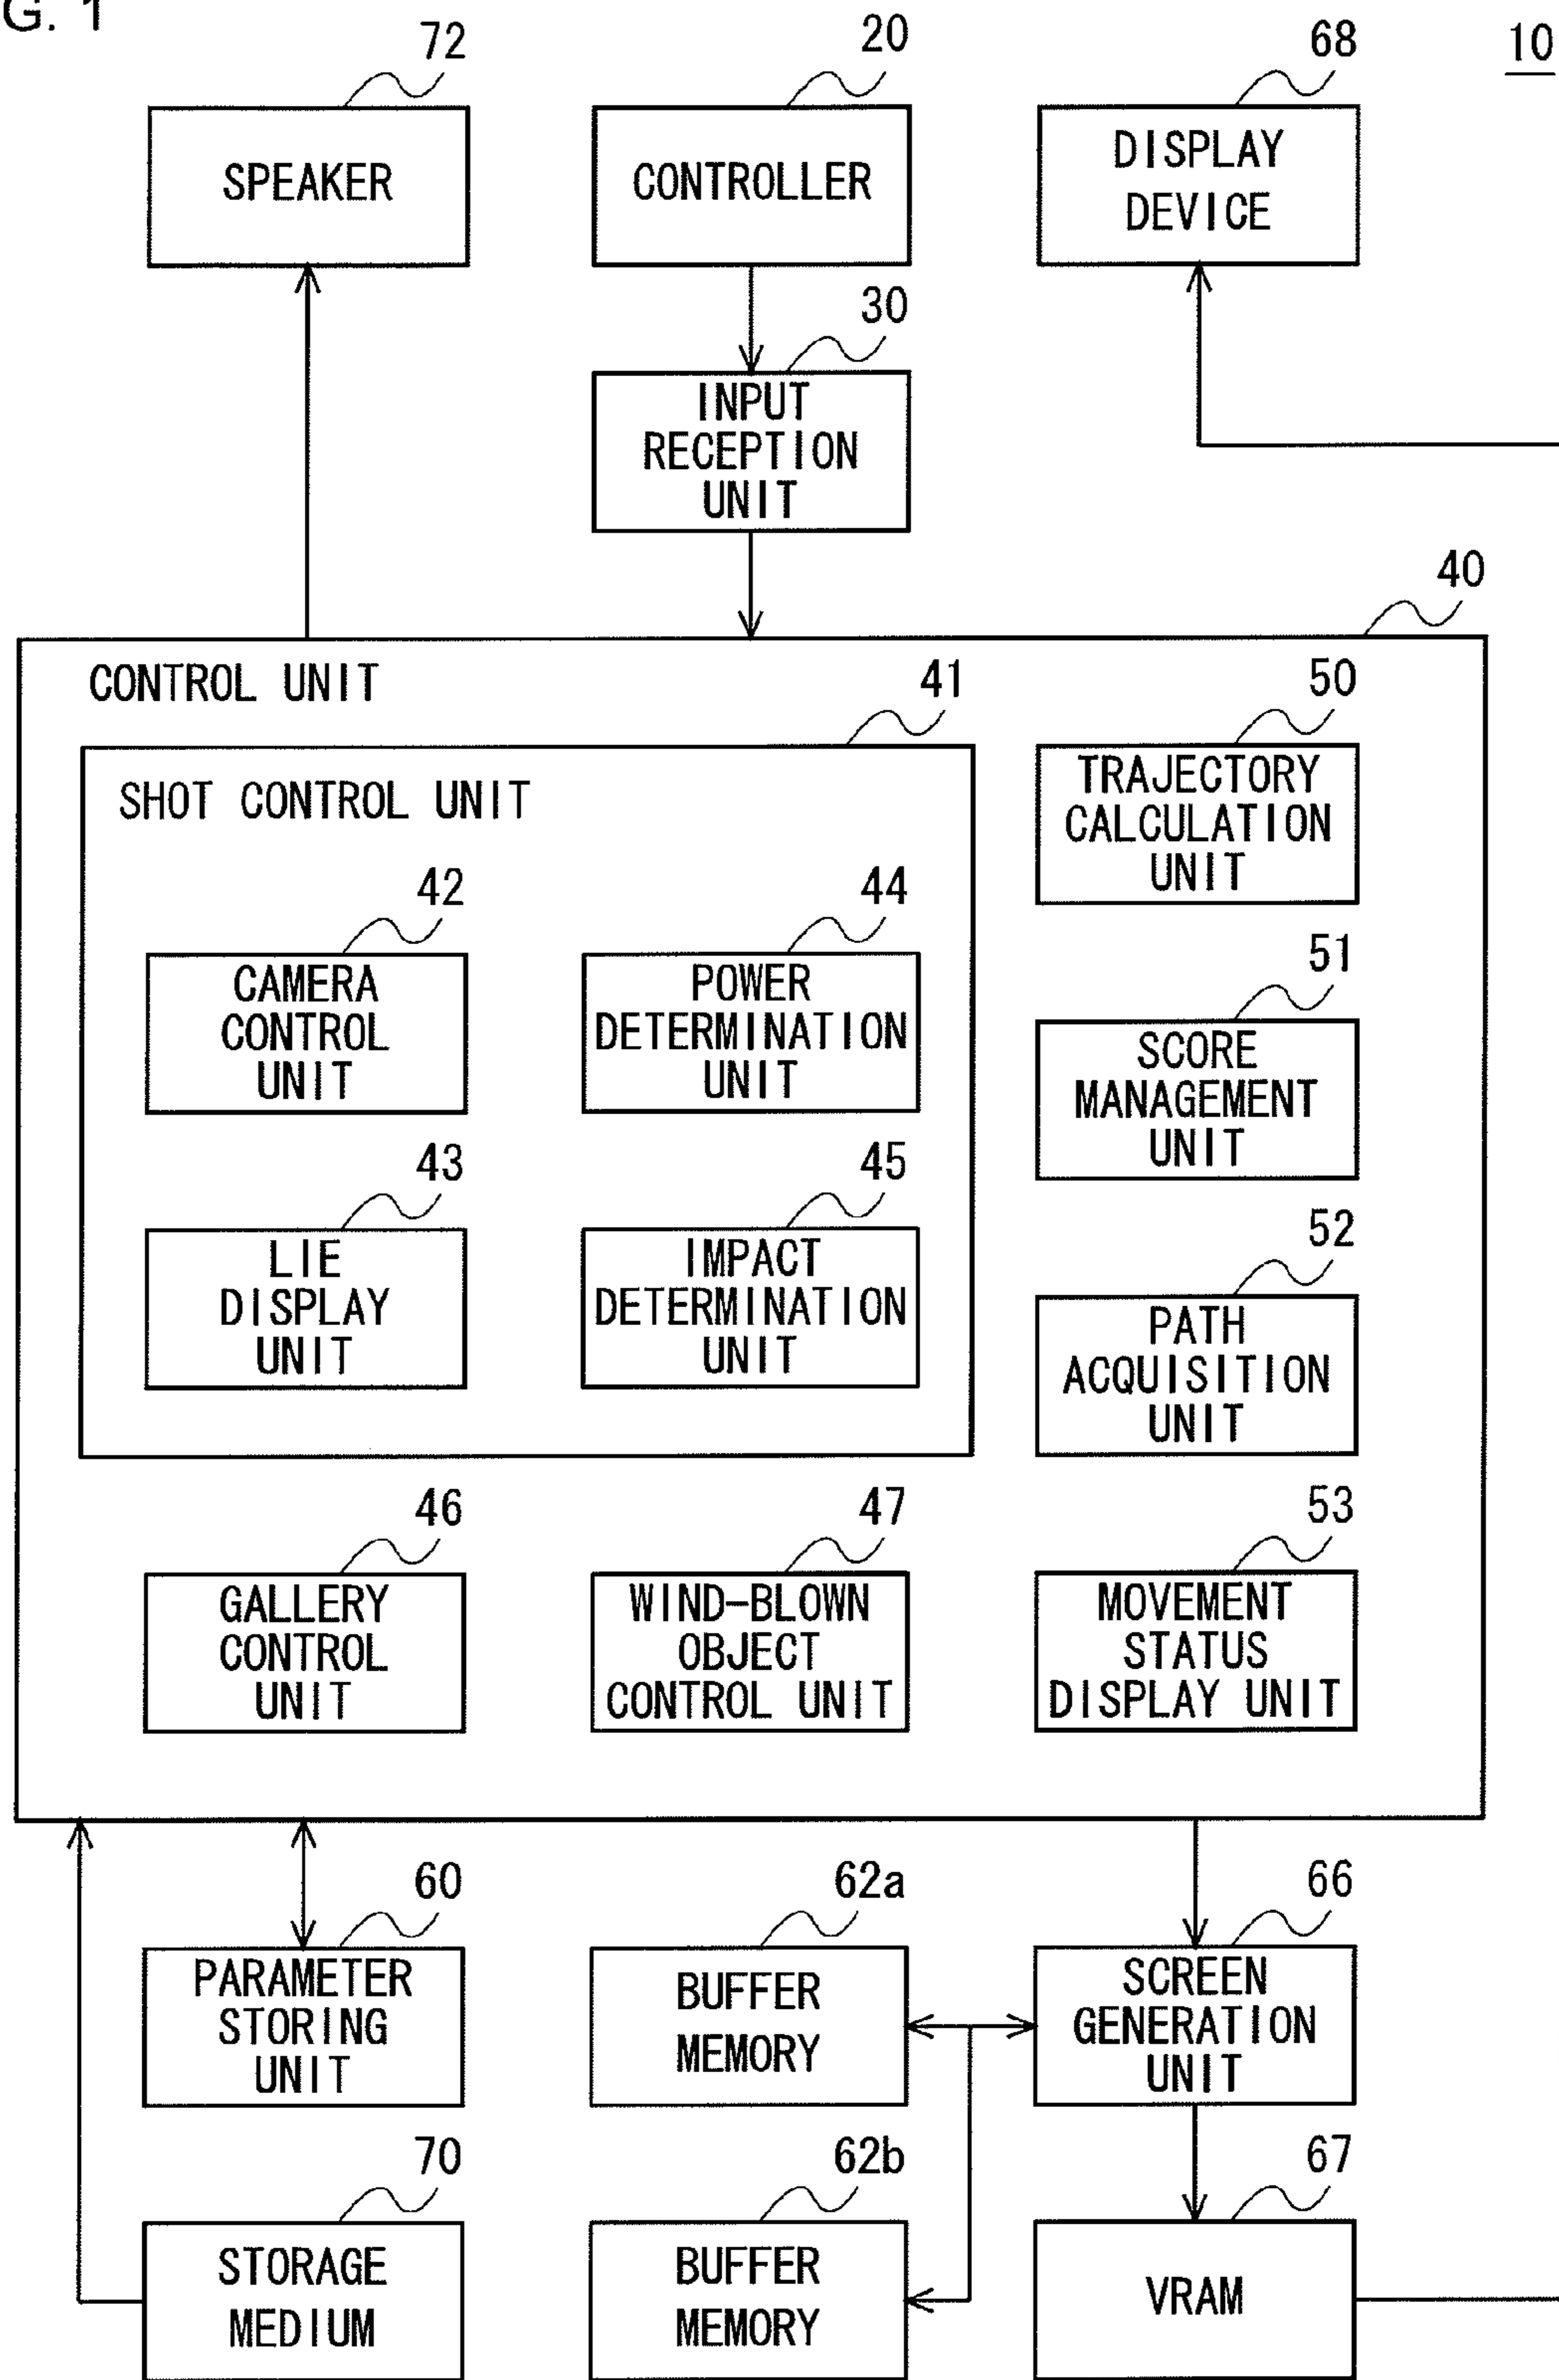 G. 1
10
72
20
68
SPEAKER
CONTROLLER
DISPLAY
DEVICE
30
INPUT
RECEPTION
UNIT
40
CONTROL UNIT
41
SHOT CONTROL UNIT
42
CAMERA
CONTROL
UNIT
44
POWER
DETERMINATION
UNIT
43
LIE
DISPLAY
UNIT
45
IMPACT
DETERMINATION
UNIT
50
TRAJECTORY
CALCULATION
UNIT
51
SCORE
MANAGEMENT
UNIT
52
PATH
ACQUISITION
UNIT
46
GALLERY
CONTROL
UNIT
47
WIND-BLOWN
OBJECT
CONTROL UNIT
53
MOVEMENT
STATUS
DISPLAY UNIT
60
PARAMETER
STORING
UNIT
62a
BUFFER
MEMORY
66
SCREEN
GENERATION
UNIT
70
STORAGE
MEDIUM
62b
BUFFER
MEMORY
67
VRAM